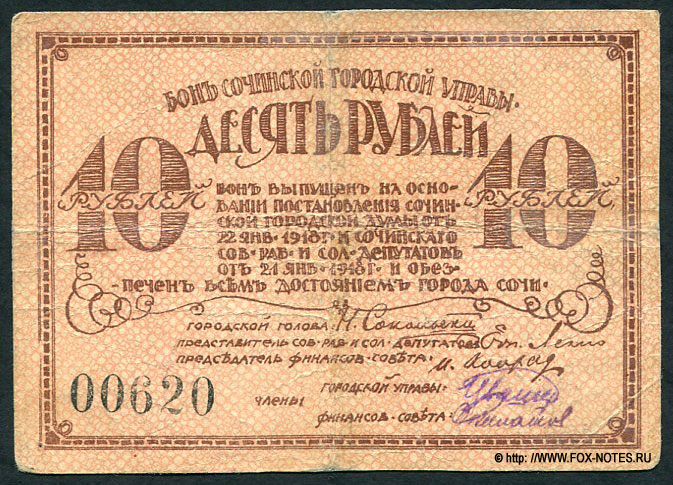 БОНЪ СОЧИНСКОЙ ГОРОДСКОЙ УПРАВЫ.
ДЕСЯТЬ РУБЛЕЙ
10 РУБЛЕЙ
10 РУБЛЕЙ
БОНЪ ВЫПУЩЕН НА ОСНО-
ВАНІИ ПОСТАНОВЛЕНІЯ СОЧИН-
СКОЙ ГОРОДСКОЙ ДУМЫ ОТЪ
22 ЯНВ. 1918 г. И СОЧИНСКАГО
СОВ. РАБ. И СОЛ. ДЕПУТАТОВЪ
ОТЪ 21 ЯНВ. 1918 г. И ОБЕЗ-
ПЕЧЕН ВСѢМЪ ДОСТОЯНІЕМЪ ГОРОДА СОЧИ.
ГОРОДСКОЙ ГОЛОВА:
ПРЕДСТАВИТЕЛЬ СОВ. РАБ. И СОЛ. ДЕПУТАТОВЪ
ПРЕДСѢДАТЕЛЬ ФИНАНСОВ. СОВѢТА:
ГОРОДСКОЙ УПРАВЫ:
ЧЛЕНЫ
ФИНАНСОВ. СОВѢТА:
00620
© http://WWW.FOX-NOTES.RU